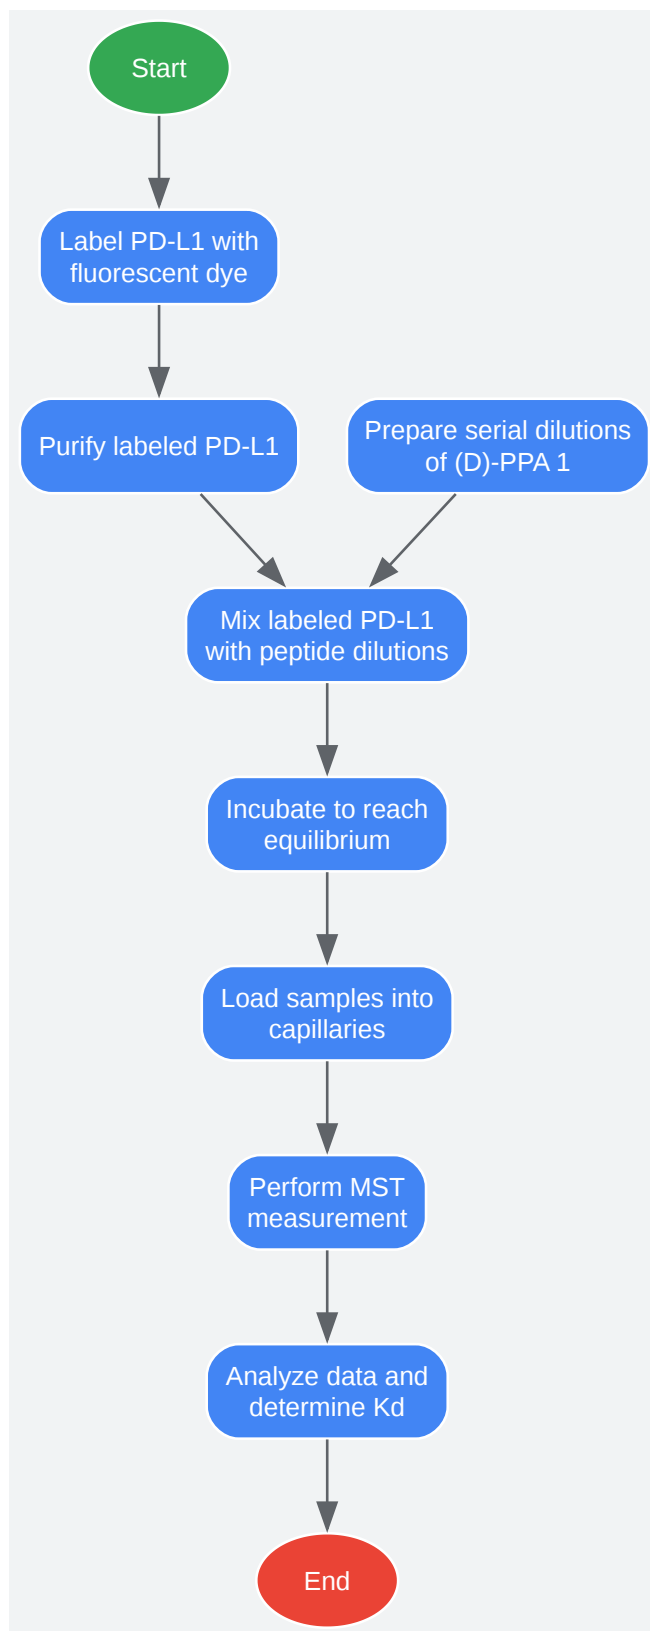 Start
Label PD-L1 with
fluorescent dye
Purify labeled PD-L1
Prepare serial dilutions
of (D)-PPA 1
Mix labeled PD-L1
with peptide dilutions
Incubate to reach
equilibrium
Load samples into
capillaries
Perform MST
measurement
Analyze data and
determine Kd
End